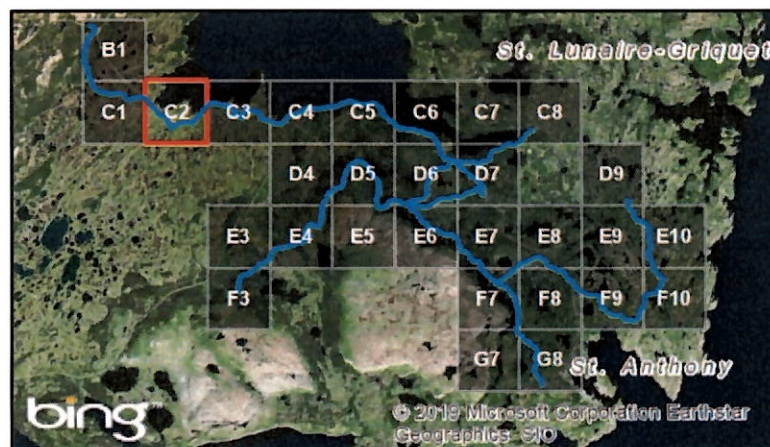 B1
St. Lunaire-Griquet
C1 C2 C3 C4 C5 C6 C7 C8
D4 D5 D6 D7 D9
E3 E4 E5 E6 E7 E8 E9 E10
F3 F7 F8 F9 F10
G7 G8
St. Anthony
bing
© 2019 Microsoft Corporation Earthstar
Geographics SIO